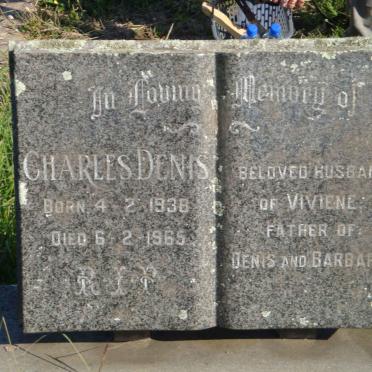 In Loving Memory of
CHARLES DENIS
BORN 4 2 1938
DIED 6 2 1965
R I P
BELOVED HUSBAN
OF VIVIENE
FATHER OF
DENIS AND BARBAR